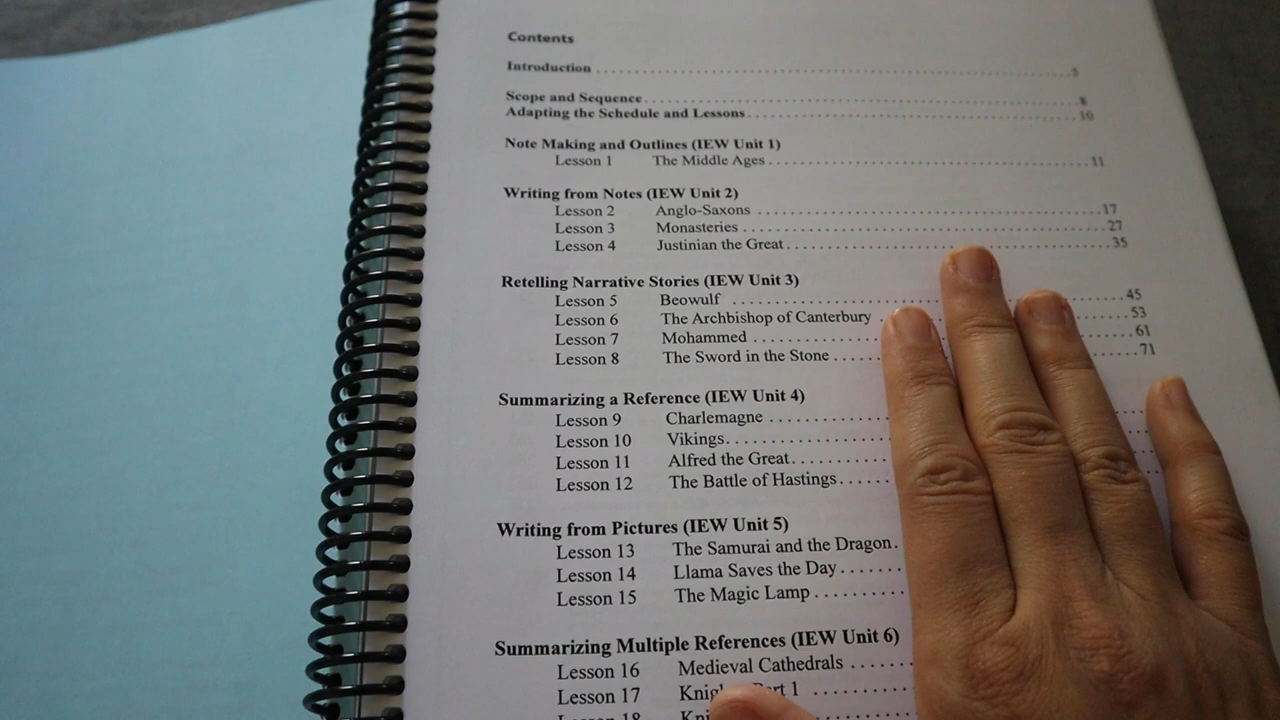 Contents
Introduction ........ 5
Scope and Sequence ........ 8
Adapting the Schedule and Lessons ........ 10
Note Making and Outlines (IEW Unit 1)
Lesson 1 The Middle Ages ........ 11
Writing from Notes (IEW Unit 2)
Lesson 2 Anglo-Saxons ........ 17
Lesson 3 Monasteries ........ 27
Lesson 4 Justinian the Great ........ 35
Retelling Narrative Stories (IEW Unit 3)
Lesson 5 Beowulf ........ 45
Lesson 6 The Archbishop of Canterbury ........ 53
Lesson 7 Mohammed ........ 61
Lesson 8 The Sword in the Stone ........ 71
Summarizing a Reference (IEW Unit 4)
Lesson 9 Charlemagne ........
Lesson 10 Vikings ........
Lesson 11 Alfred the Great ........
Lesson 12 The Battle of Hastings ........
Writing from Pictures (IEW Unit 5)
Lesson 13 The Samurai and the Dragon .
Lesson 14 Llama Saves the Day ........
Lesson 15 The Magic Lamp ........
Summarizing Multiple References (IEW Unit 6)
Lesson 16 Medieval Cathedrals ........
Lesson 17 Part 1 ........
18